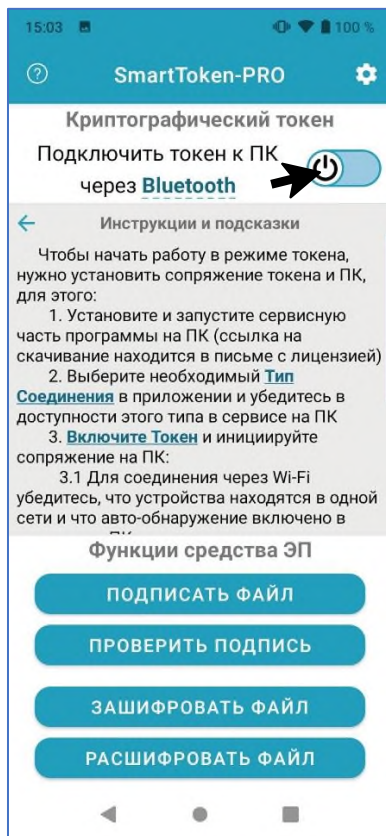 15:03 100 %
SmartToken-PRO
Криптографический токен
Подключить токен к ПК
через Bluetooth
Инструкции и подсказки
Чтобы начать работу в режиме токена,
нужно установить сопряжение токена и ПК,
для этого:
1. Установите и запустите сервисную
часть программы на ПК (ссылка на
скачивание находится в письме с лицензией)
2. Выберите необходимый Тип
Соединения в приложении и убедитесь в
доступности этого типа в сервисе на ПК
3. Включите Токен и инициируйте
сопряжение на ПК:
3.1 Для соединения через Wi-Fi
убедитесь, что устройства находятся в одной
сети и что авто-обнаружение включено в
Функции средства ЭП
ПОДПИСАТЬ ФАЙЛ
ПРОВЕРИТЬ ПОДПИСЬ
ЗАШИФРОВАТЬ ФАЙЛ
РАСШИФРОВАТЬ ФАЙЛ